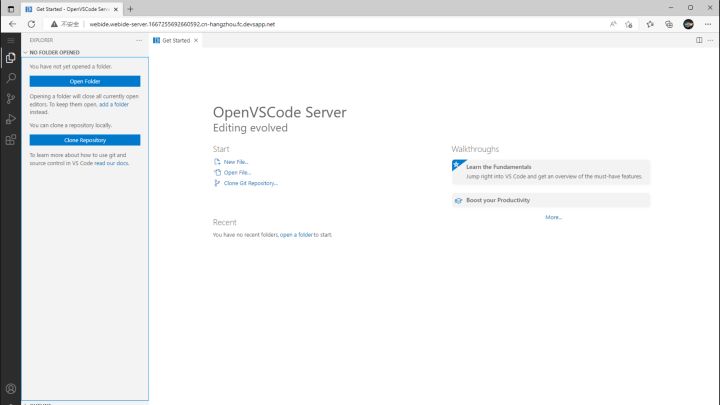 Get Started - OpenVSCode Serve
不安全
webide.webide-server.1667255692660592.cn-hangzhou.fc.devsapp.net
EXPLORER
Get Started
NO FOLDER OPENED
You have not yet opened a folder.
Open Folder
Opening a folder will close all currently open
editors. To keep them open, add a folder
instead.
You can clone a repository locally.
Clone Repository
To learn more about how to use git and
source control in VS Code read our docs.
OpenVSCode Server
Editing evolved
Start
New File...
Open File...
Clone Git Repository...
Recent
You have no recent folders, open a folder to start.
Walkthroughs
Learn the Fundamentals
Jump right into VS Code and get an overview of the must-have features.
Boost your Productivity
More...